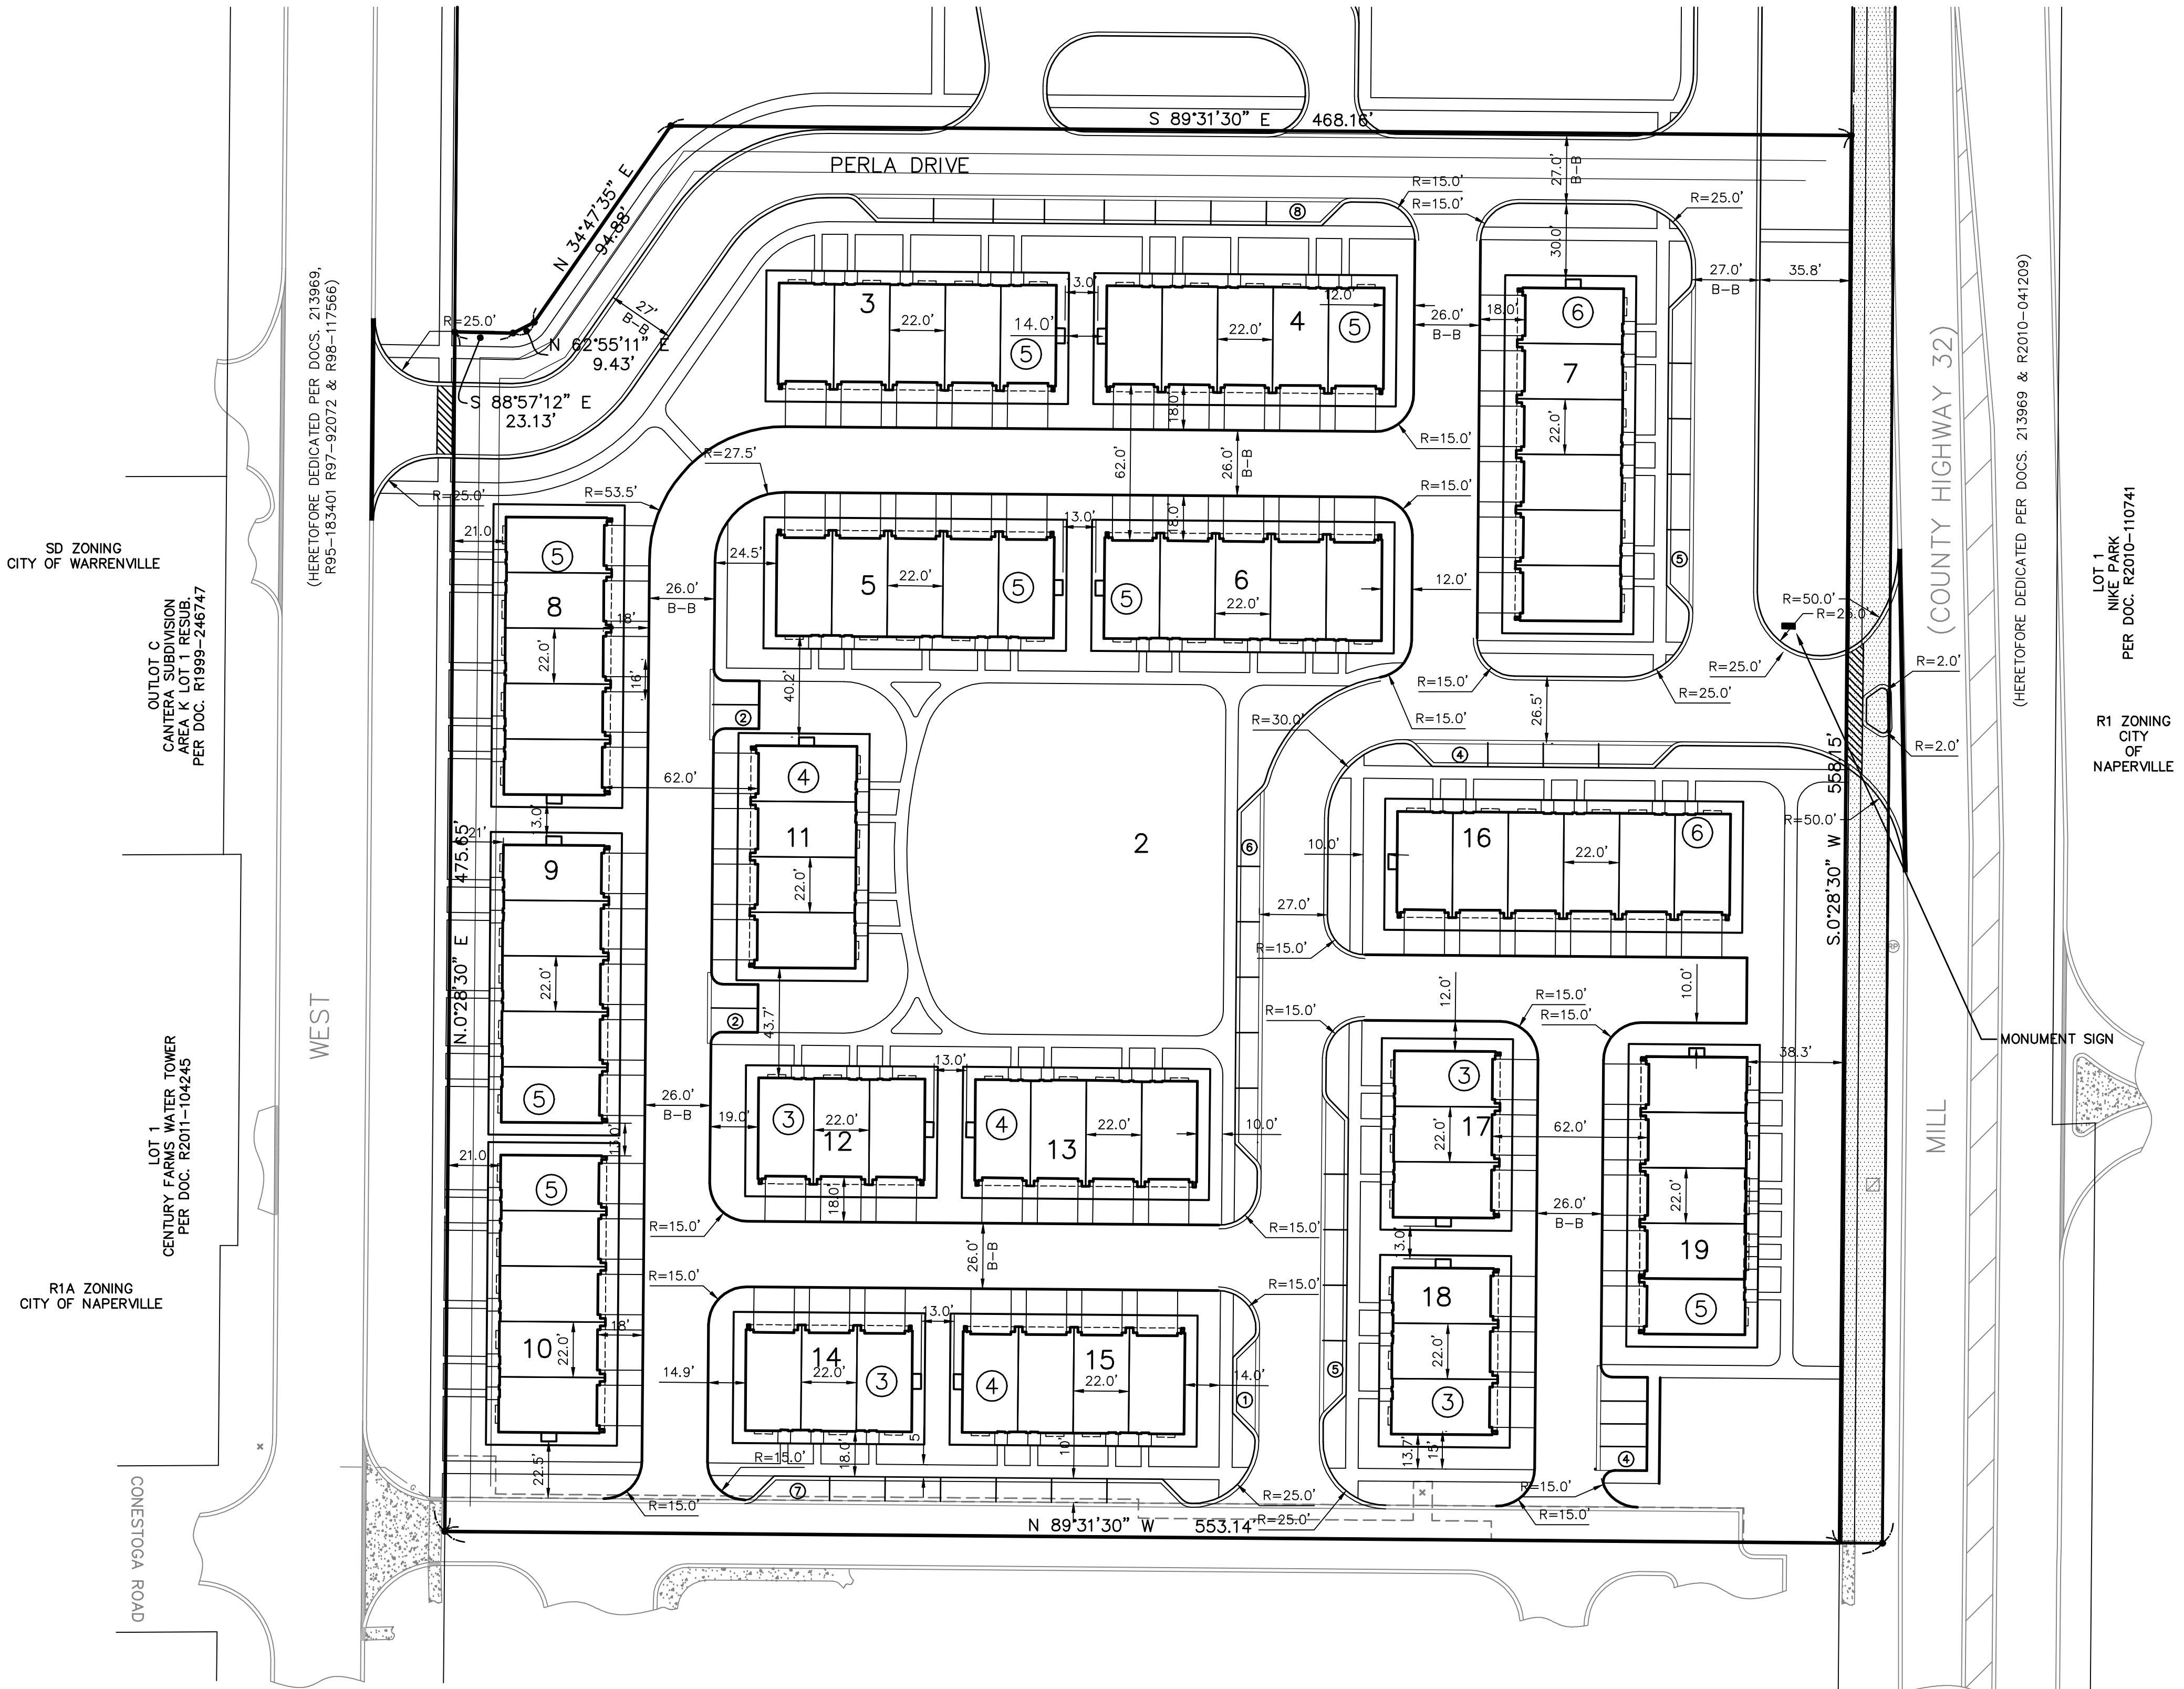 S 89°31'30" E 468.16'
PERLA DRIVE
N 34°47'35" E
94.88'
27'
B-B
N 62°55'11" E
9.43'
S 88°57'12" E
23.13'
R=25.0'
R=25.0'
R=53.5'
R=27.5'
(HERETOFORE DEDICATED PER DOCS. 213969,
R95-183401 R97-92072 & R98-117566)
SD ZONING
CITY OF WARRENVILLE
OUTLOT C
CANTERA SUBDIVISION
AREA K LOT 1 RESUB.
PER DOC. R1999-246747
LOT 1
CENTURY FARMS WATER TOWER
PER DOC. R2011-104245
R1A ZONING
CITY OF NAPERVILLE
CONESTOGA ROAD
WEST
N.0°28'30" E 475.65'
8
R=15.0'
R=15.0'
27.0'
B-B
30.0'
R=25.0'
27.0'
B-B
35.8'
3
22.0'
5
13.0'
14.0'
4
22.0'
12.0'
5
18.0'
26.0'
B-B
18.0'
6
7
22.0'
5
R=15.0'
R=15.0'
62.0'
26.0'
B-B
18.0'
24.5'
26.0'
B-B
5
22.0'
5
13.0'
5
6
22.0'
12.0'
R=15.0'
R=15.0'
R=25.0'
26.5'
R=30.0'
21.0'
5
8
22.0'
18'
16'
62.0'
13.0'
40.2'
2
4
11
22.0'
2
43.7'
2
6
27.0'
21'
9
22.0'
5
13.0'
21.0'
5
10
22.0'
18'
22.5'
R=15.0'
4
10.0'
16
22.0'
6
R=15.0'
10.0'
12.0'
R=15.0'
R=15.0'
R=15.0'
26.0'
B-B
19.0'
3
22.0'
12
18.0'
13.0'
4
22.0'
13
10.0'
R=15.0'
R=15.0'
26.0'
B-B
R=15.0'
R=15.0'
14.9'
14
22.0'
3
18.0'
13.0'
5
4
15
22.0'
10'
14.0'
1
R=15.0'
7
R=25.0'
R=25.0'
3
17
22.0'
62.0'
26.0'
B-B
13.0'
18
22.0'
3
5
13.7'
15'
38.3'
22.0'
19
5
4
R=15.0'
R=15.0'
N 89°31'30" W 553.14'
S.0°28'30" W 558.15'
R=50.0'
R=25.0'
R=25.0'
R=2.0'
R=2.0'
R=50.0'
RP
MONUMENT SIGN
MILL
(COUNTY HIGHWAY 32)
(HERETOFORE DEDICATED PER DOCS. 213969 & R2010-041209)
LOT 1
NIKE PARK
PER DOC. R2010-110741
R1 ZONING
CITY
OF
NAPERVILLE